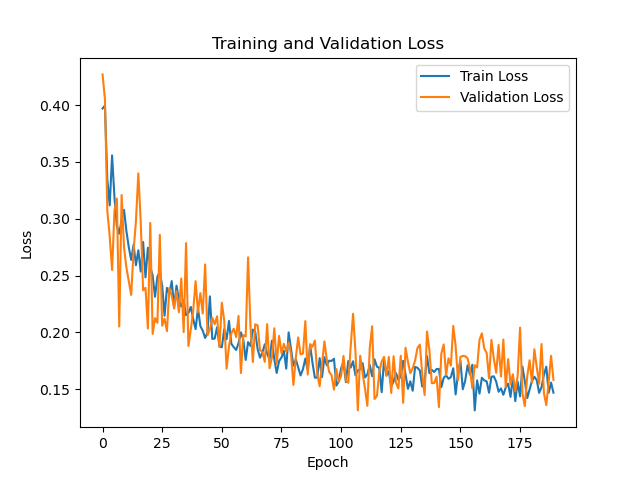 Training and Validation Loss
Train Loss
Validation Loss
0.40
0.35
0.30
0.25
0.20
0.15
Loss
0 25 50 75 100 125 150 175
Epoch